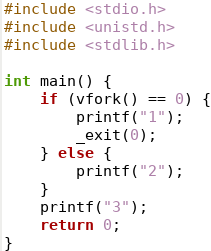 #include <stdio.h>
#include <unistd.h>
#include <stdlib.h>

int main() {
    if (vfork() == 0) {
        printf("1");
        _exit(0);
    } else {
        printf("2");
    }
    printf("3");
    return 0;
}